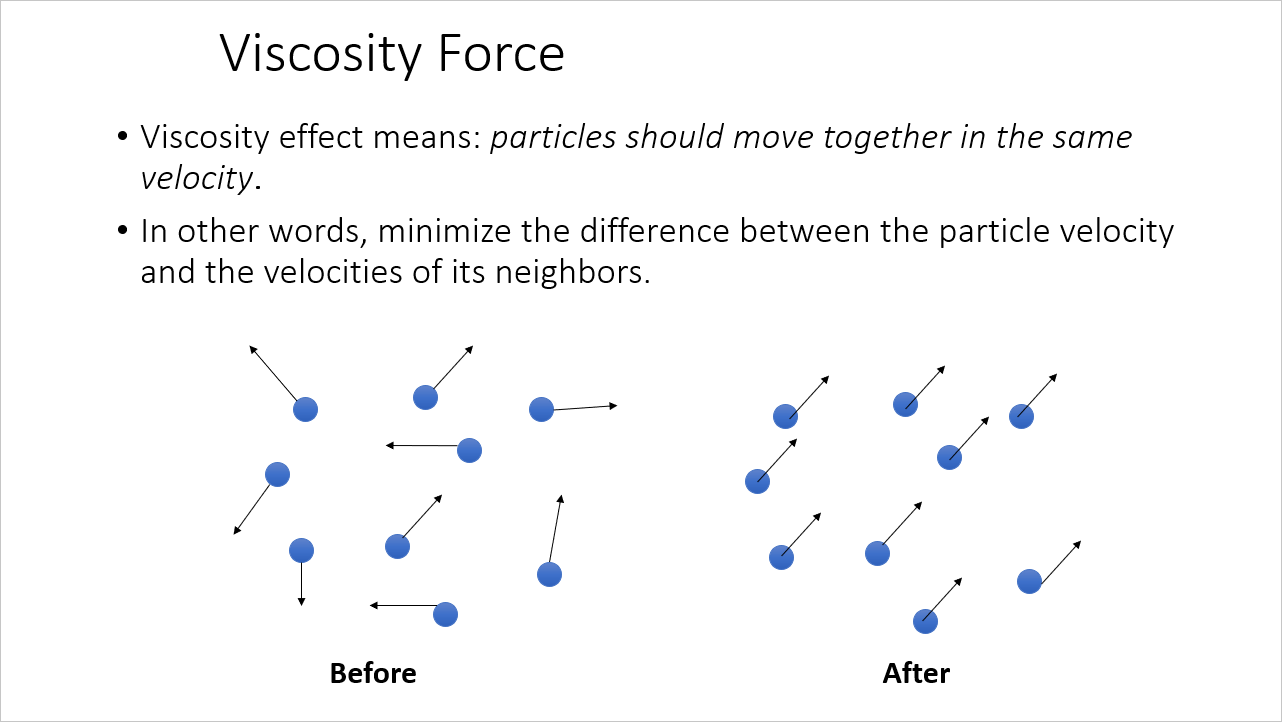 Viscosity Force
• Viscosity effect means: particles should move together in the same
velocity.
• In other words, minimize the difference between the particle velocity
and the velocities of its neighbors.
Before
After